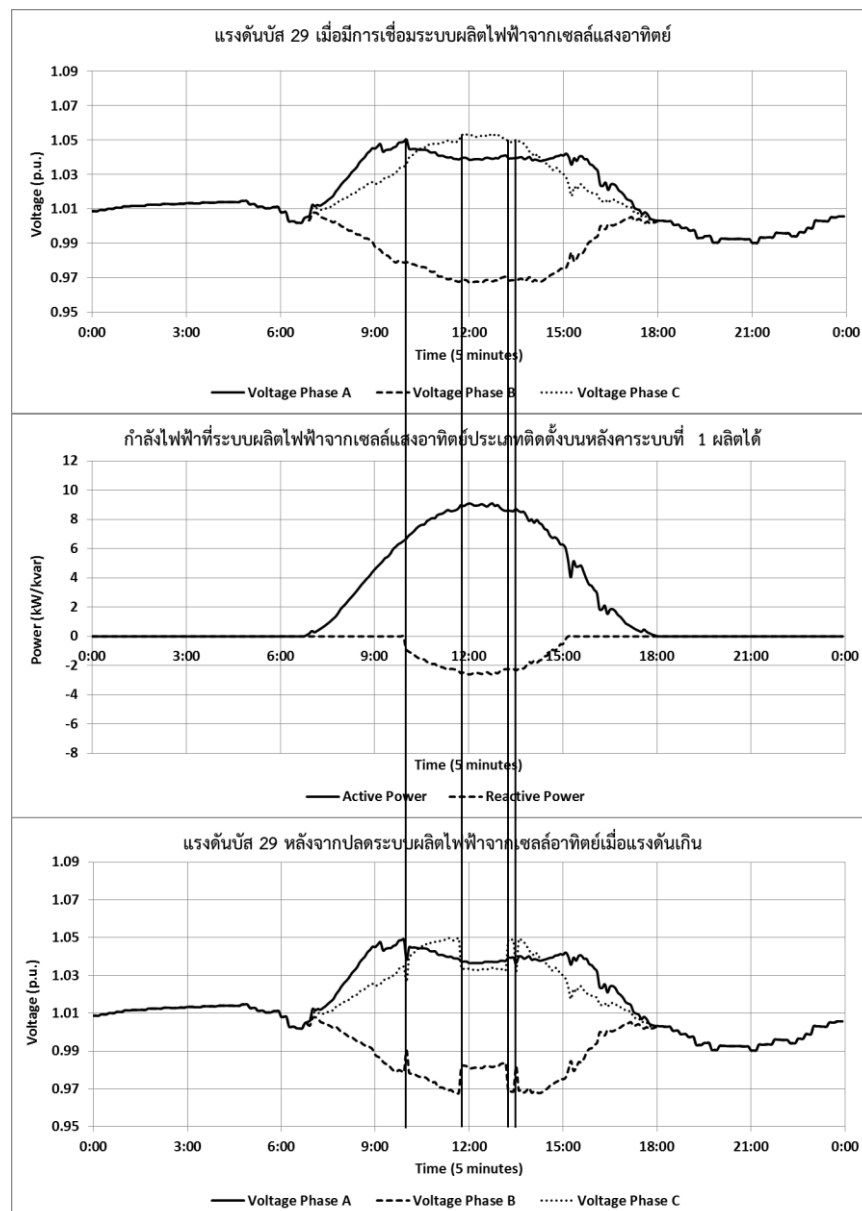 แรงดันบัส 29 เมื่อมีการเชื่อมระบบผลิตไฟฟ้าจากเซลล์แสงอาทิตย์
1.09
1.07
1.05
1.03
1.01
0.99
0.97
0.95
Voltage (p.u.)
0:00 3:00 6:00 9:00 12:00 15:00 18:00 21:00 0:00
Time (5 minutes)
Voltage Phase A Voltage Phase B Voltage Phase C
กำลังไฟฟ้าที่ระบบผลิตไฟฟ้าจากเซลล์แสงอาทิตย์ประเภทติดตั้งบนหลังคาระบบที่ 1 ผลิตได้
12
10
8
6
4
2
0
-2
-4
-6
-8
Power (kW/kvar)
0:00 3:00 6:00 9:00 12:00 15:00 18:00 21:00 0:00
Time (5 minutes)
Active Power Reactive Power
แรงดันบัส 29 หลังจากปลดระบบผลิตไฟฟ้าจากเซลล์อาทิตย์เมื่อแรงดันเกิน
1.09
1.07
1.05
1.03
1.01
0.99
0.97
0.95
Voltage (p.u.)
0:00 3:00 6:00 9:00 12:00 15:00 18:00 21:00 0:00
Time (5 minutes)
Voltage Phase A Voltage Phase B Voltage Phase C